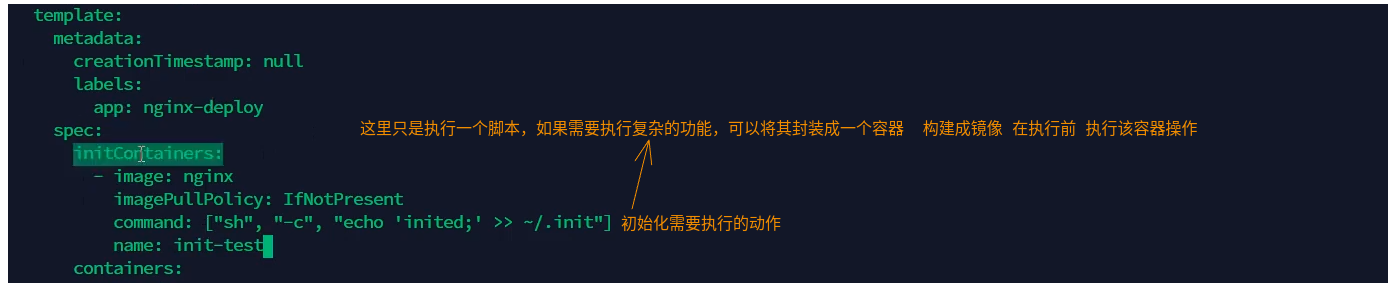 template:
metadata:
creationTimestamp: null
labels:
app: nginx-deploy
spec:
这里只是执行一个脚本，如果需要执行复杂的功能，可以将其封装成一个容器 构建成镜像 在执行前 执行该容器操作
initContainers:
- image: nginx
imagePullPolicy: IfNotPresent
command: ["sh", "-c", "echo 'inited;' >> ~/.init"] 初始化需要执行的动作
name: init-test
containers: